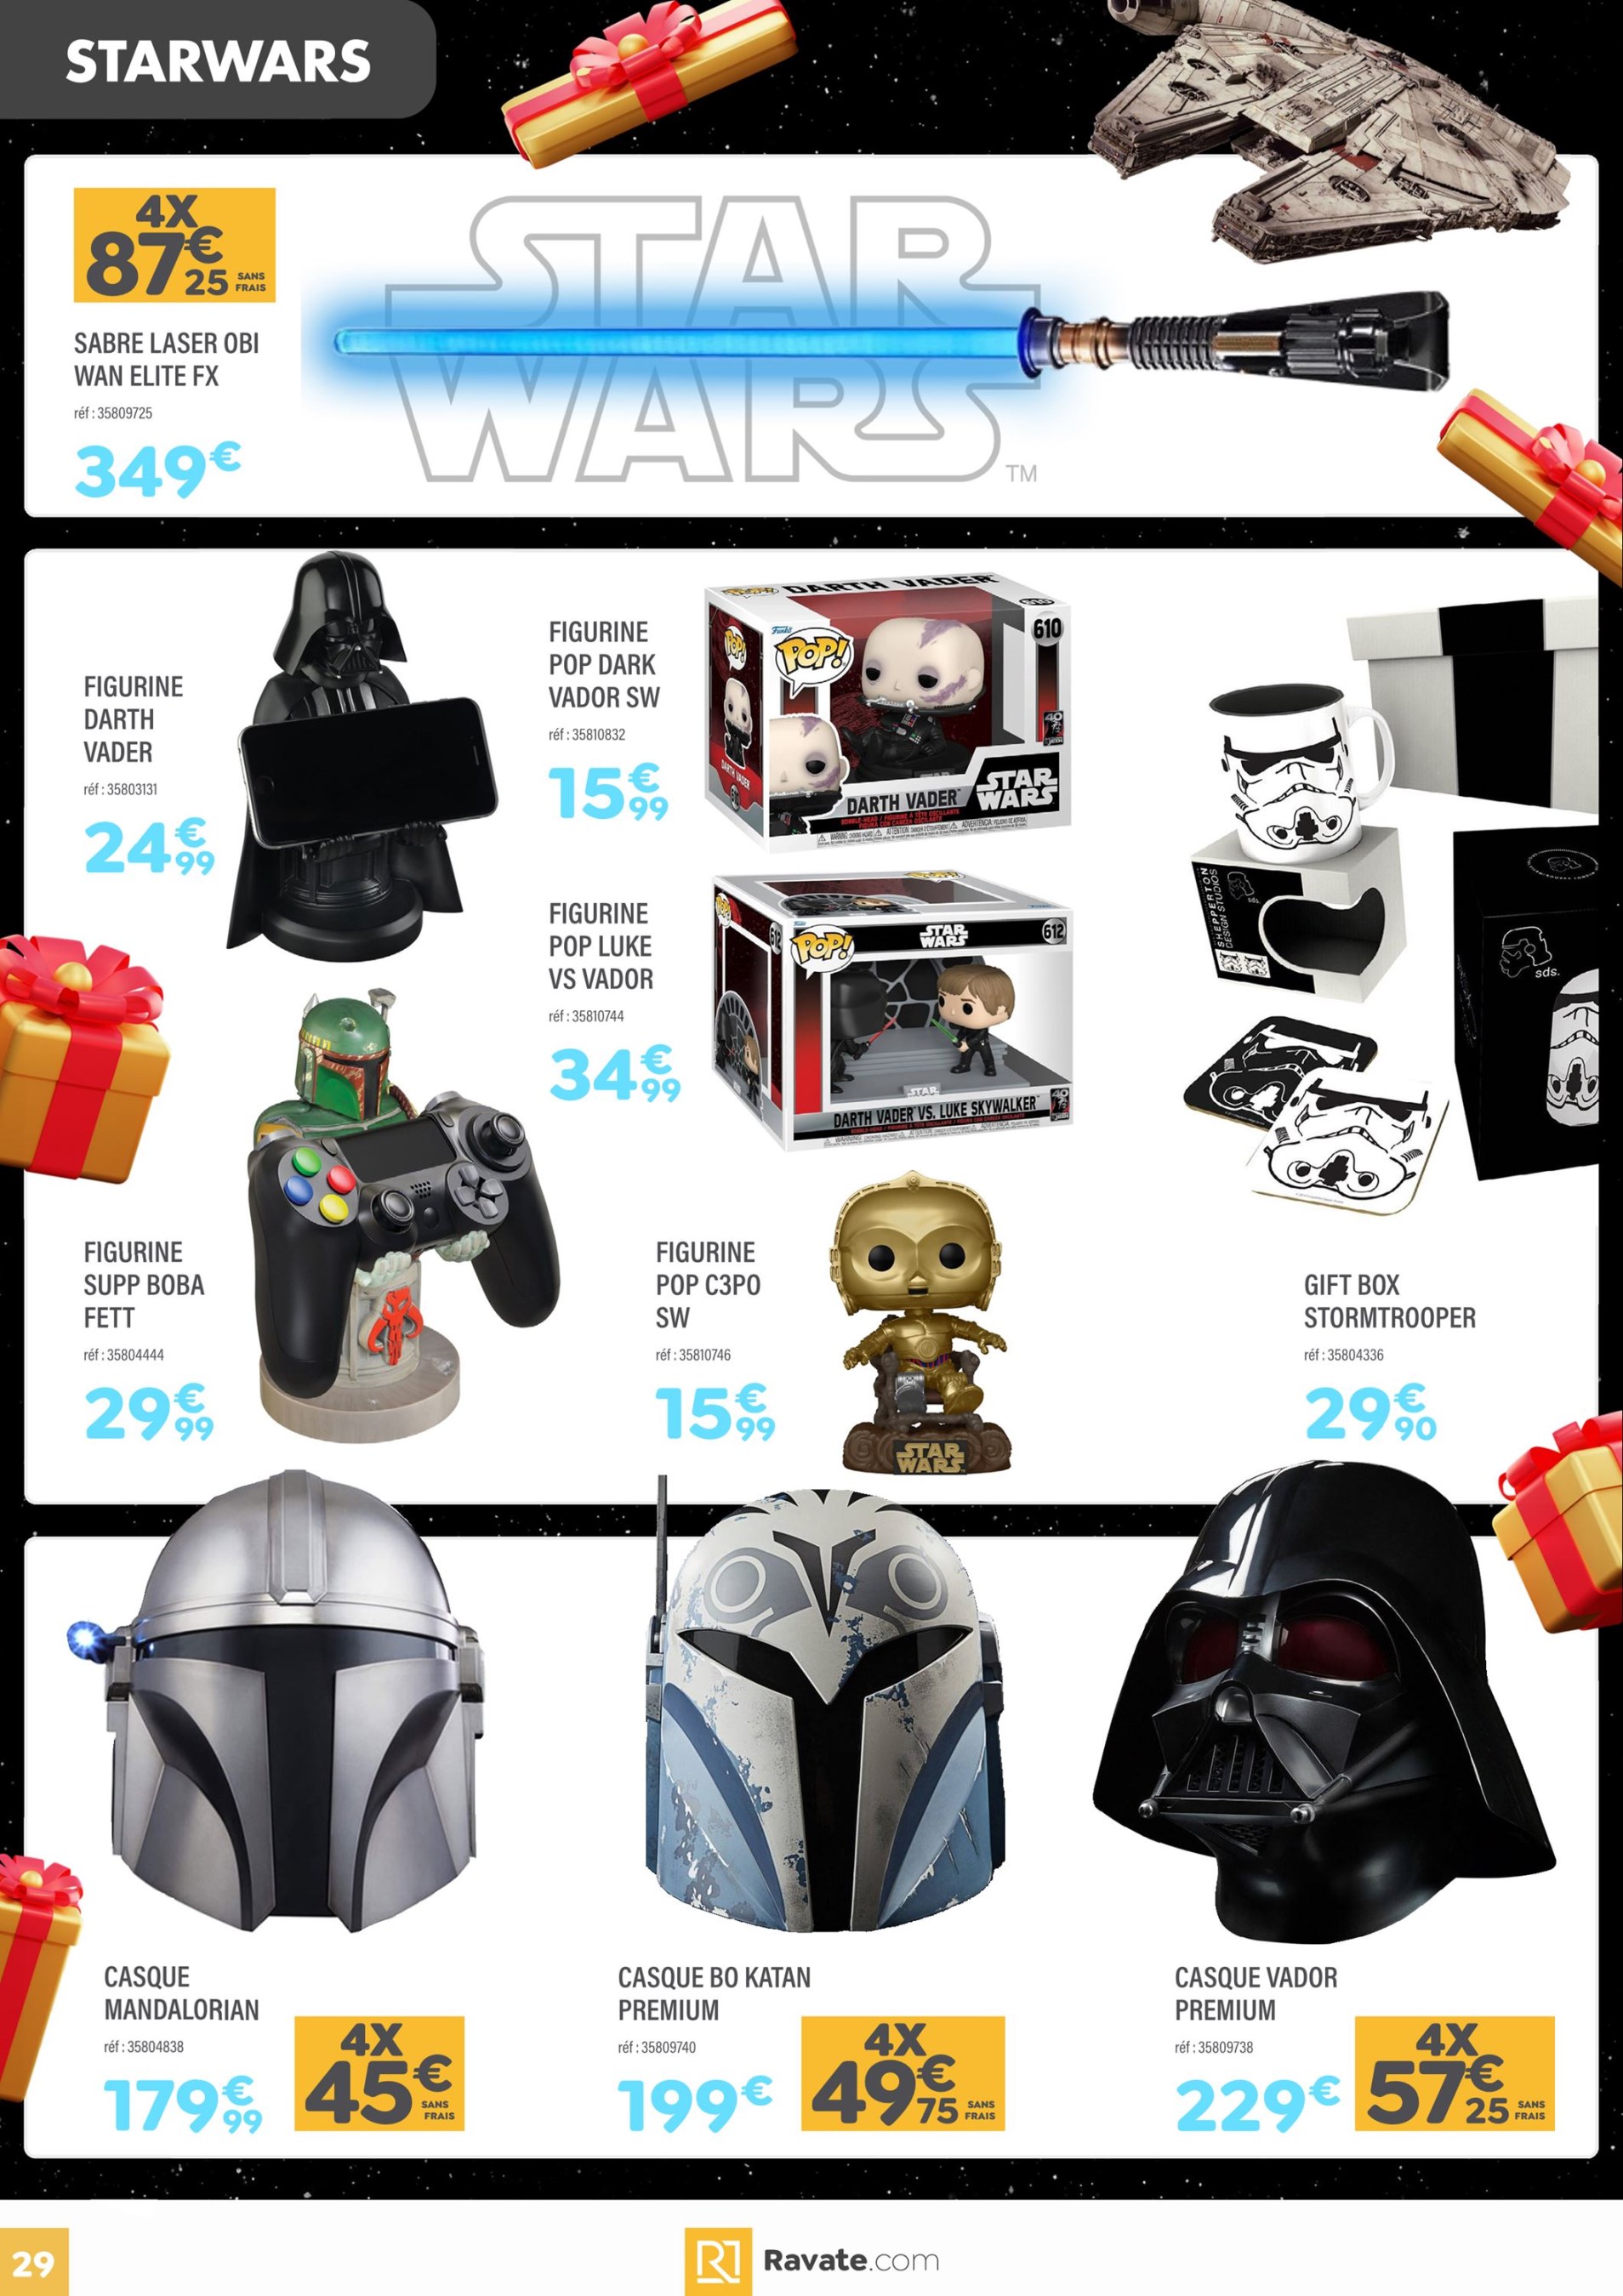 STARWARS
4X
87€25 SANS FRAIS
SABRE LASER OBI
WAN ELITE FX
réf : 35809725
349€
STAR
WARS
TM
FIGURINE
DARTH
VADER
réf : 35803131
24€99
FIGURINE
POP DARK
VADOR SW
réf : 35810832
15€99
DARTH VADER
Funko
POP!
610
DARTH VADER
STAR
WARS
FIGURINE
POP LUKE
VS VADOR
réf : 35810744
34€99
POP!
STAR
WARS
612
DARTH VADER VS. LUKE SKYWALKER
SHEPPERTON
DESIGN STUDIOS
sds.
sds.
FIGURINE
SUPP BOBA
FETT
réf : 35804444
29€99
FIGURINE
POP C3PO
SW
réf : 35810746
15€99
STAR
WARS
GIFT BOX
STORMTROOPER
réf : 35804336
29€90
CASQUE
MANDALORIAN
réf : 35804838
179€99
4X
45€ SANS FRAIS
CASQUE BO KATAN
PREMIUM
réf : 35809740
199€
4X
49€75 SANS FRAIS
CASQUE VADOR
PREMIUM
réf : 35809738
229€
4X
57€25 SANS FRAIS
29
Ravate.com